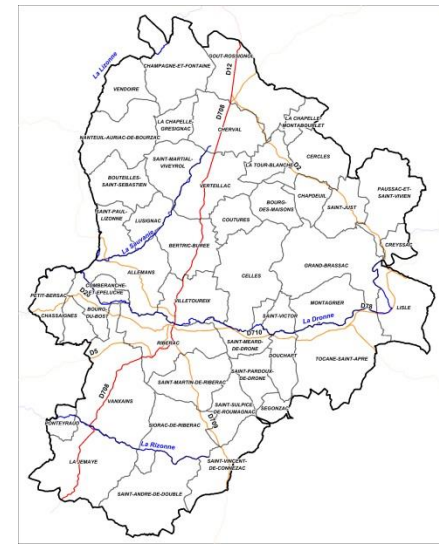 La Lizonne
GOUT-ROSSIGNOL
CHAMPAGNE-ET-FONTAINE
D12
VENDOIRE
D708
LA CHAPELLE
GRESIGNAC
CHERVAL
LA CHAPELLE
MONTABOURLET
NANTEUIL-AURIAC-DE-BOURZAC
SAINT-MARTIAL
VIVEYROL
CERCLES
LA TOUR-BLANCHE
D2
BOUTEILLES-
SAINT-SEBASTIEN
VERTEILLAC
CHAPDEUIL
PAUSSAC-ET
SAINT-VIVIEN
BOURG
DES-MAISONS
SAINT-JUST
SAINT-PAUL-
LIZONNE
LUSIGNAC
COUTURES
La Sauvanie
BERTRIC-BUREE
CREYSSAC
ALLEMANS
CELLES
GRAND-BRASSAC
COMBERANCHE-
ET-EPELUCHE
PETIT-BERSAC
D20
VILLETOUREIX
MONTAGRIER
D78
LISLE
CHASSAIGNES
BOURG
DU-BOST
SAINT-VICTOR
La Dronne
D710
RIBERAC
SAINT-MEARD-
DE-DRONE
DOUCHAPT
TOCANE-SAINT-APRE
D5
SAINT-MARTIN-DE-RIBERAC
SAINT-PARDOUX-
DE-DRONE
D708
VANXAINS
D709
SAINT-SULPICE
DE-ROUMAGNAC
SEGONZAC
PONTEYRAUD
La Rizonne
SIORAC-DE-RIBERAC
LA JEMAYE
SAINT-VINCENT-
DE-CONNEZAC
SAINT-ANDRE-DE-DOUBLE